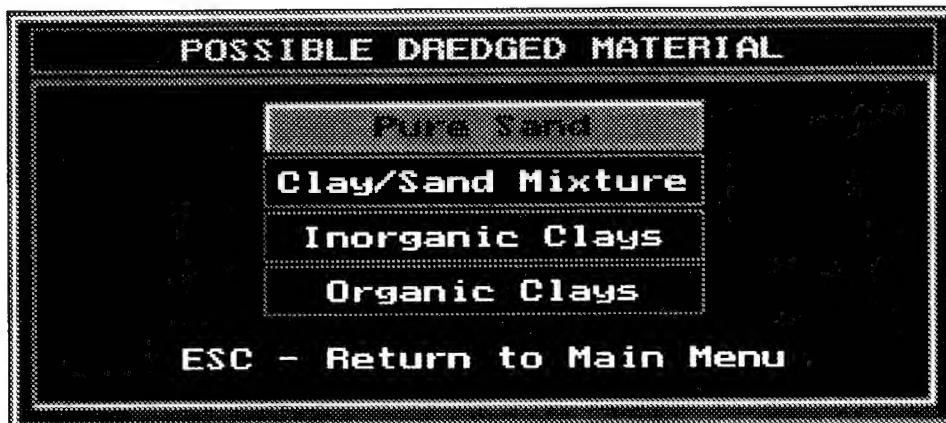 POSSIBLE DREDGED MATERIAL
Pure Sand
Clay/Sand Mixture
Inorganic Clays
Organic Clays
ESC - Return to Main Menu